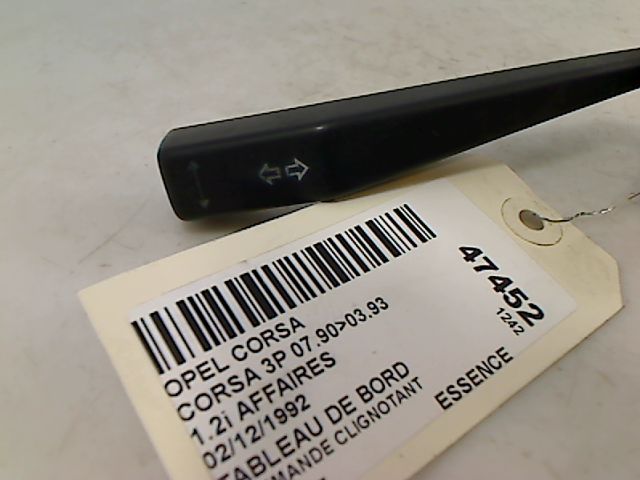 47452
1242
OPEL CORSA
CORSA 3P 07.90>03.93
1.2i AFFAIRES
02/12/1992
TABLEAU DE BORD
CLIGNOTANT
ESSENCE